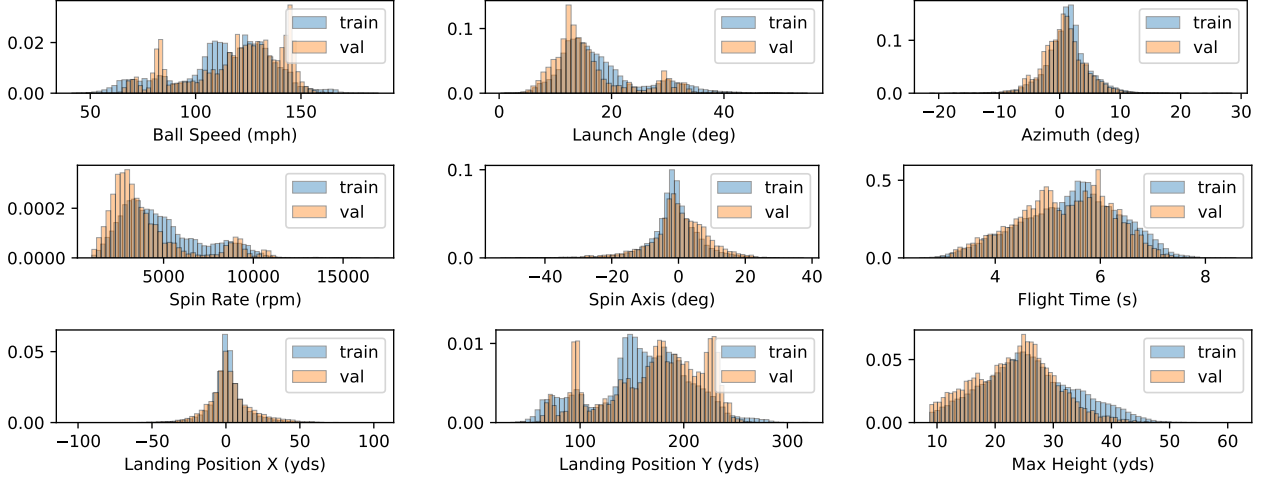 train
val
0.02
0.00
50
100
150
Ball Speed (mph)
train
val
0.1
0.0
0
20
40
Launch Angle (deg)
train
val
0.1
0.0
−20
−10
0
10
20
30
Azimuth (deg)
train
val
0.0002
0.0000
5000
10000
15000
Spin Rate (rpm)
train
val
0.1
0.0
−40
−20
0
20
40
Spin Axis (deg)
train
val
0.5
0.0
4
6
8
Flight Time (s)
train
val
0.05
0.00
−100
−50
0
50
100
Landing Position X (yds)
train
val
0.01
0.00
100
200
300
Landing Position Y (yds)
train
val
0.05
0.00
10
20
30
40
50
60
Max Height (yds)